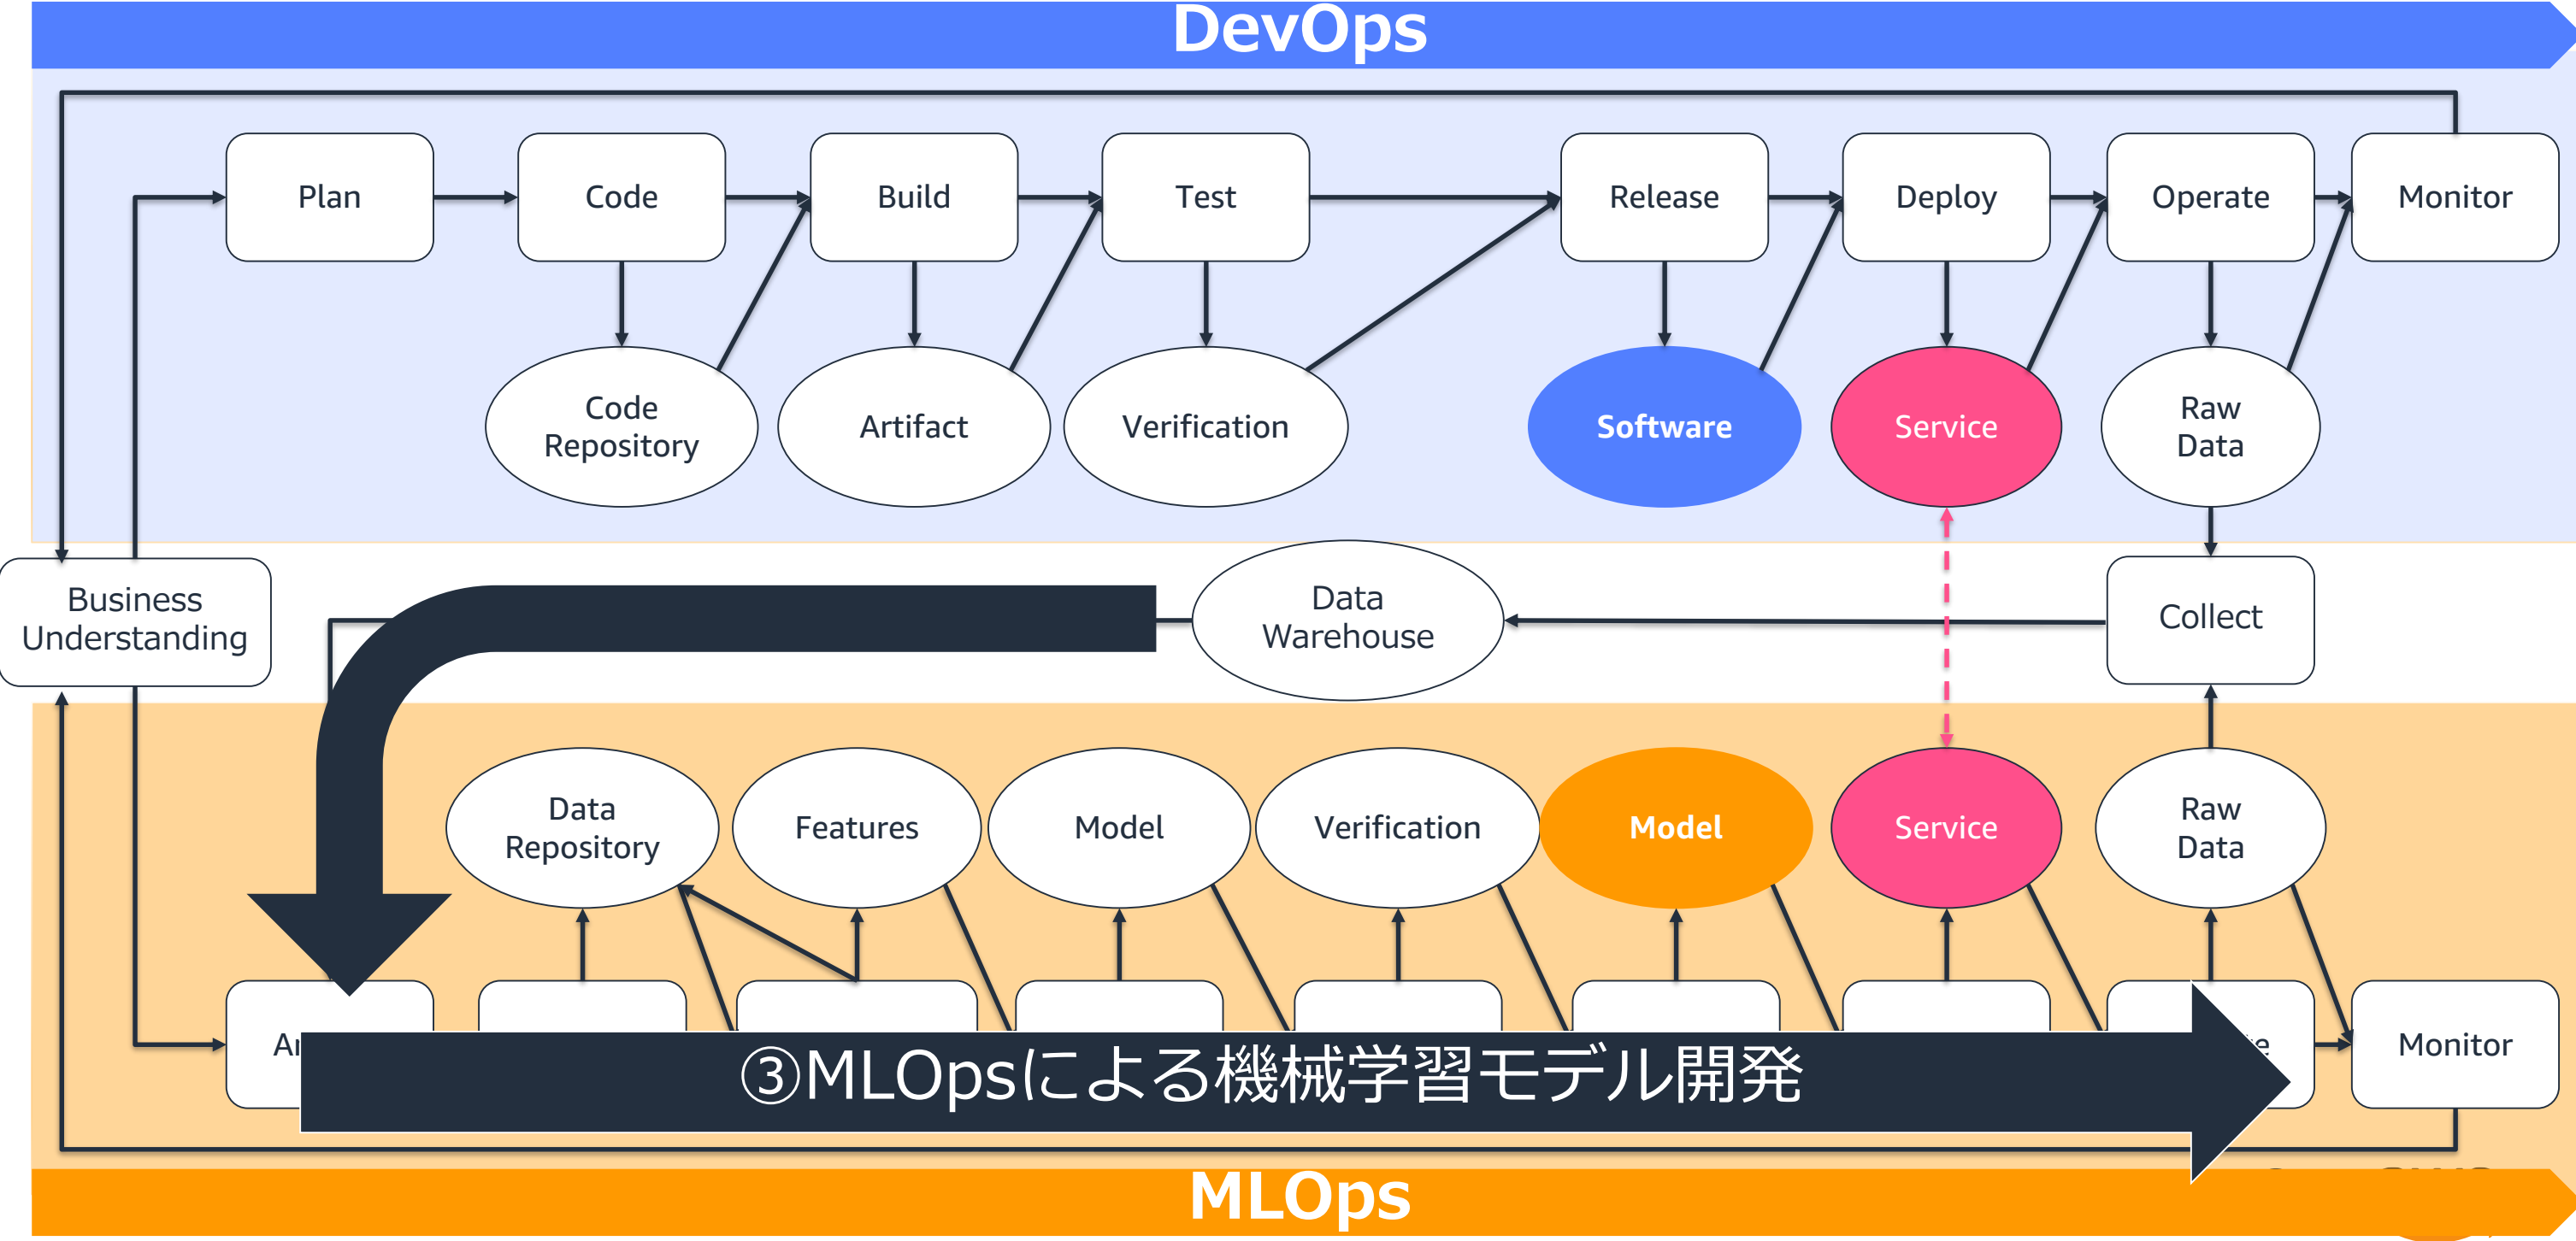 DevOps
Plan
Code
Build
Test
Release
Deploy
Operate
Monitor
Code
Repository
Artifact
Verification
Software
Service
Raw
Data
Business
Understanding
Data
Warehouse
Collect
Data
Repository
Features
Model
Verification
Model
Service
Raw
Data
Monitor
③MLOpsによる機械学習モデル開発
MLOps